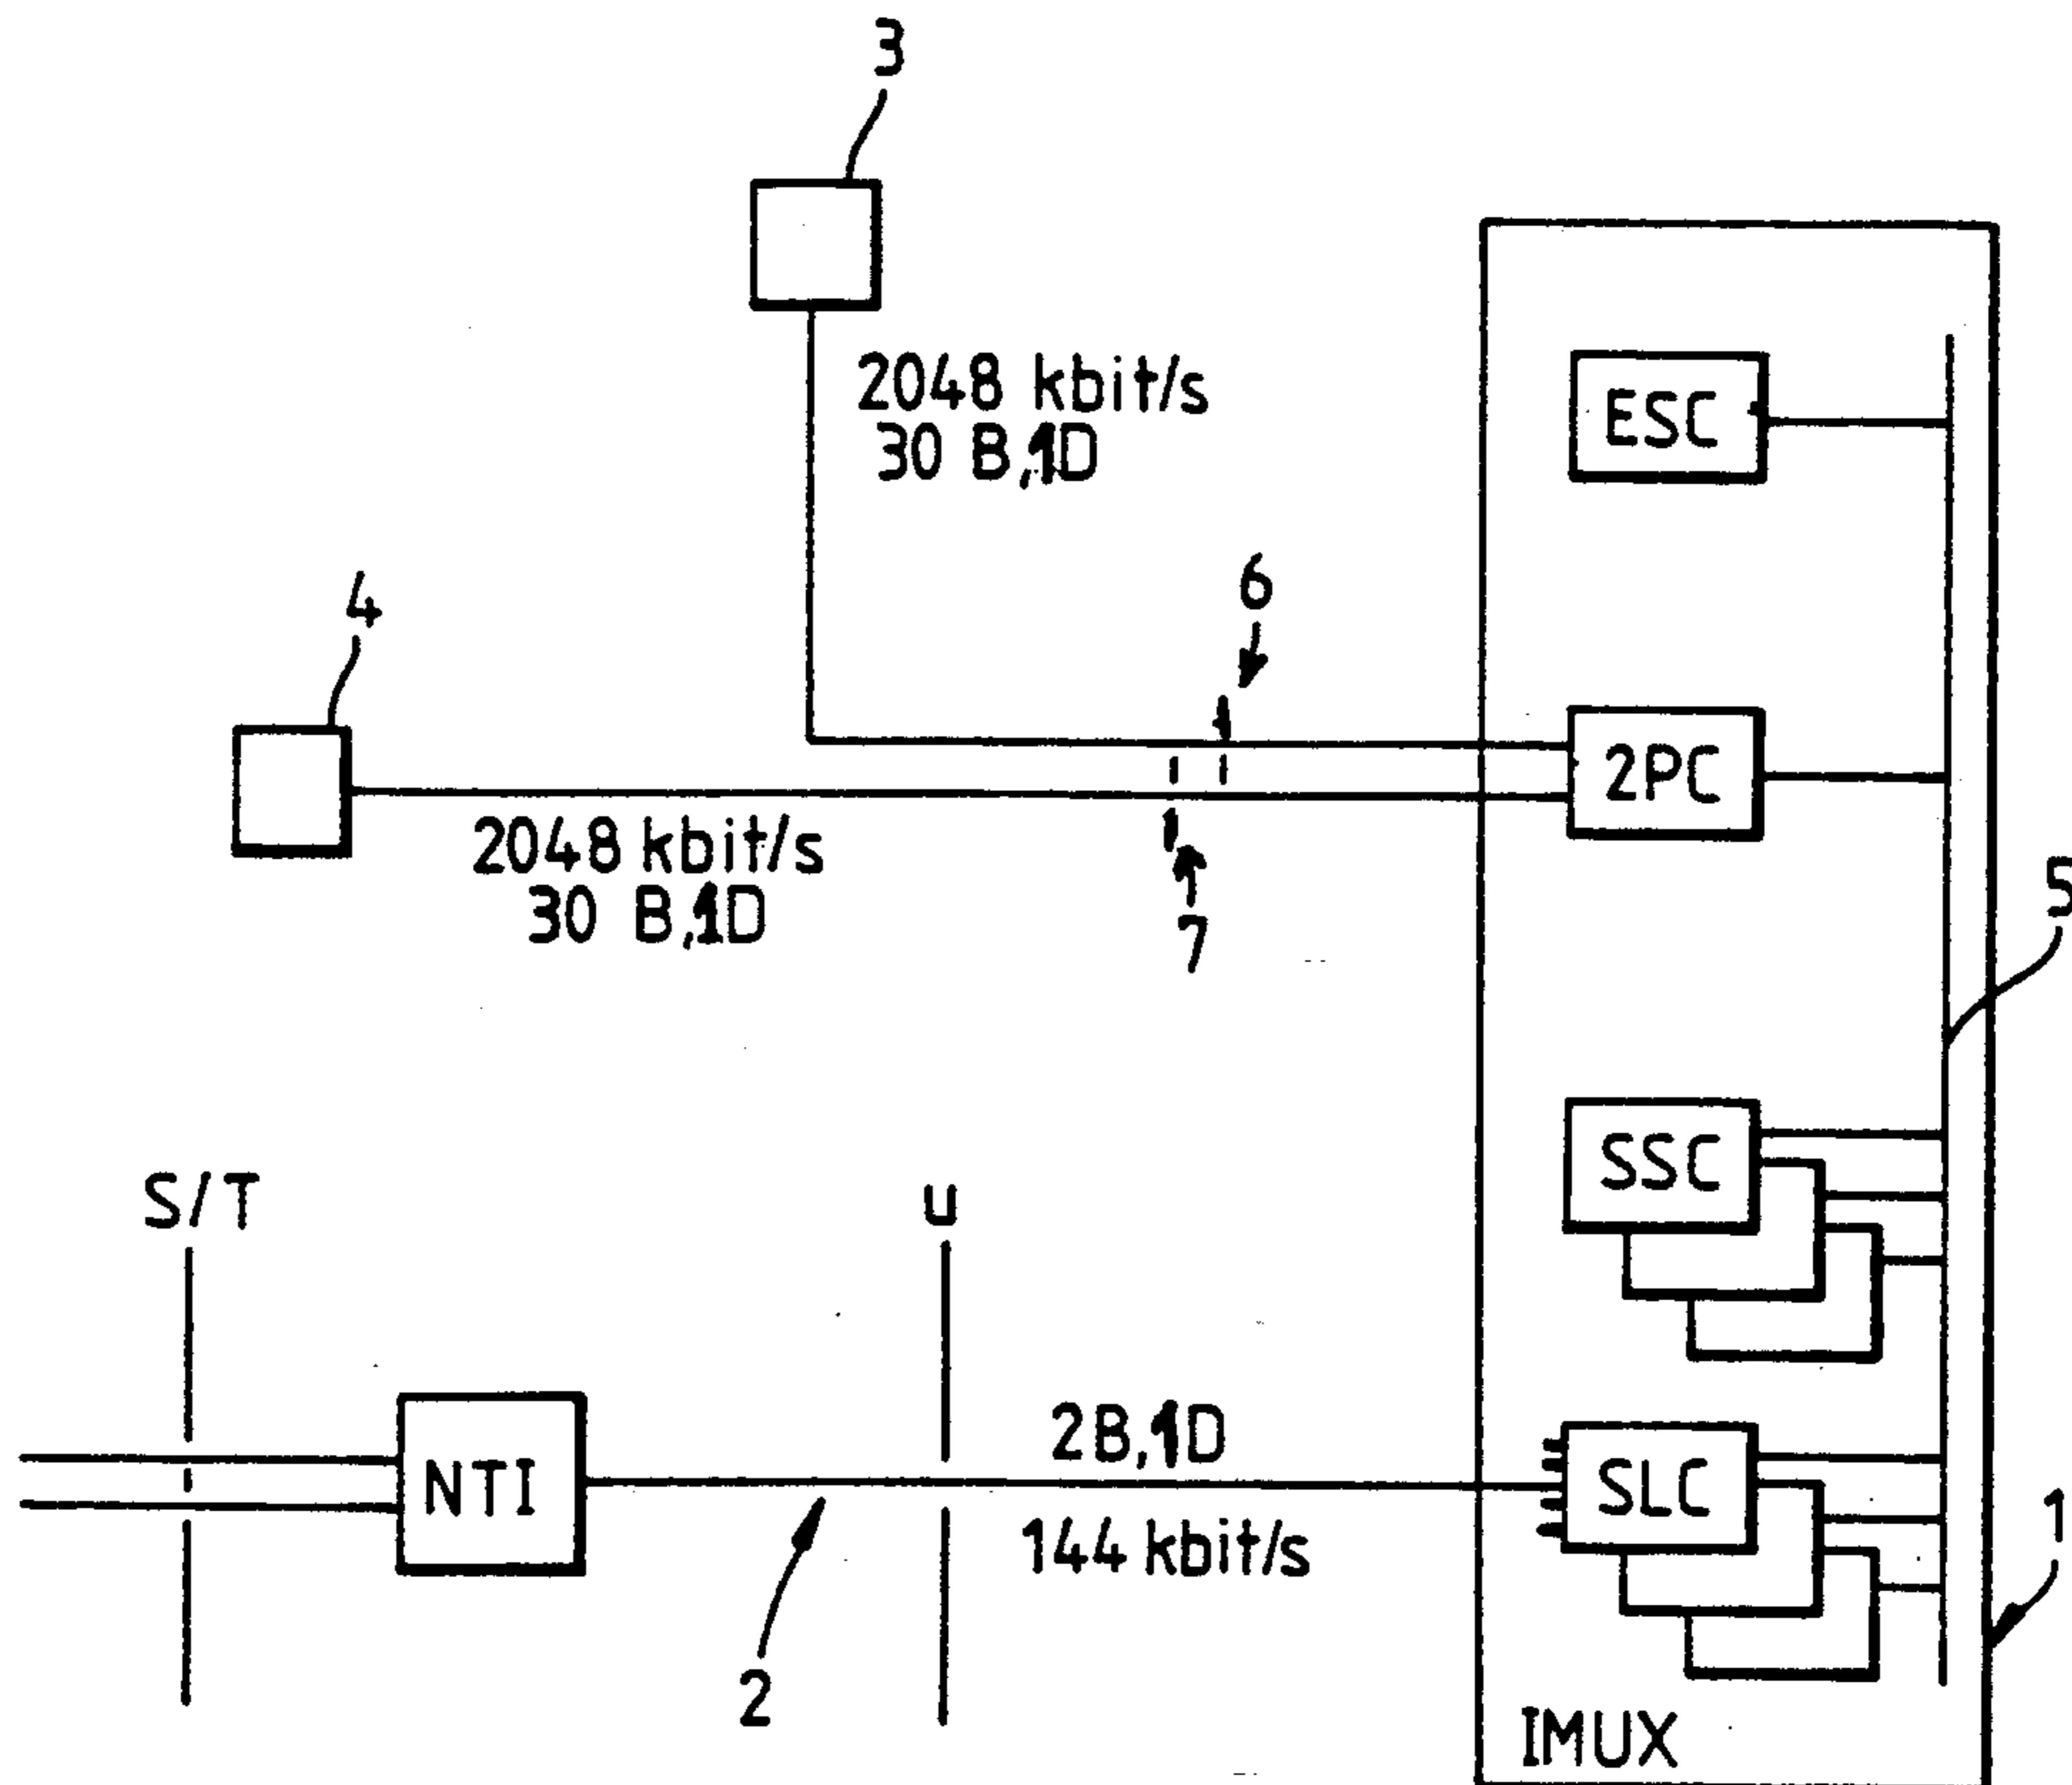 3
2048 kbit/s
30 B,1D
ESC
6
4
2PC
2048 kbit/s
30 B,1D
7
5
SSC
S/T
u
2B,1D
NTI
SLC
144 kbit/s
1
2
IMUX